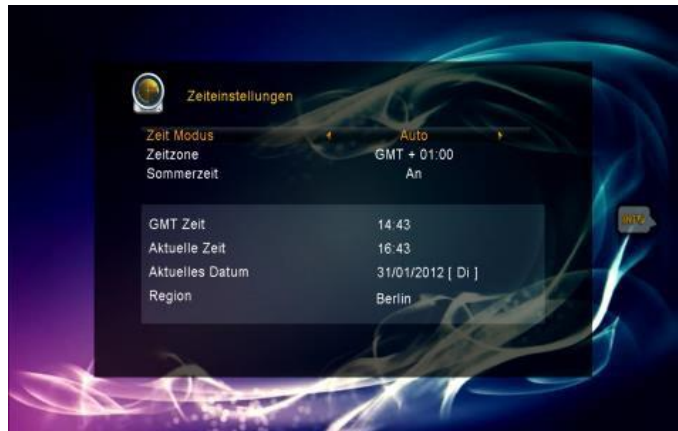 Zeiteinstellungen
Zeit Modus Auto
Zeitzone GMT + 01:00
Sommerzeit An
GMT Zeit 14:43
Aktuelle Zeit 16:43
Aktuelles Datum 31/01/2012 [ Di ]
Region Berlin